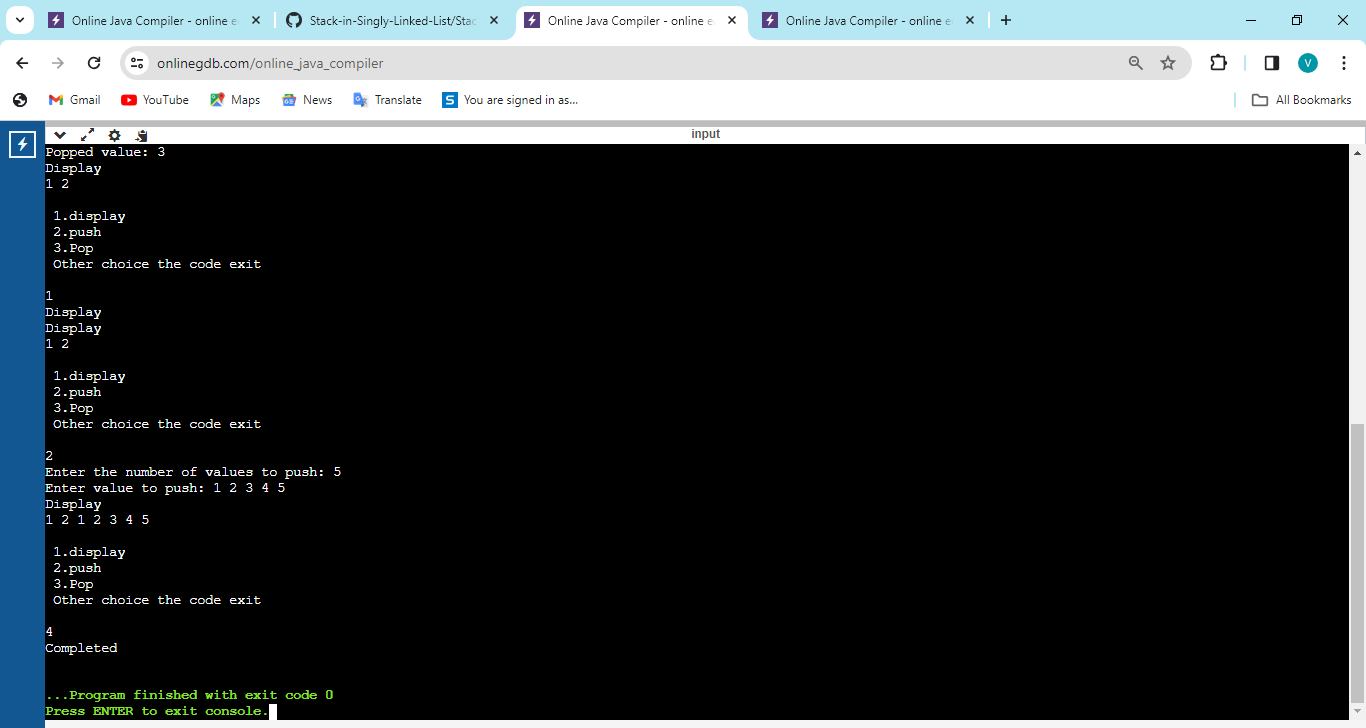 Online Java Compiler - online e
Stack-in-Singly-Linked-List/Stac
Online Java Compiler - online e
Online Java Compiler - online e
onlinegdb.com/online_java_compiler
V
Gmail
YouTube
Maps
News
Translate
S
You are signed in as...
All Bookmarks
input
Popped value: 3
Display
1 2
1.display
2.push
3.Pop
Other choice the code exit
1
Display
Display
1 2
1.display
2.push
3.Pop
Other choice the code exit
2
Enter the number of values to push: 5
Enter value to push: 1 2 3 4 5
Display
1 2 1 2 3 4 5
1.display
2.push
3.Pop
Other choice the code exit
4
Completed
...Program finished with exit code 0
Press ENTER to exit console.